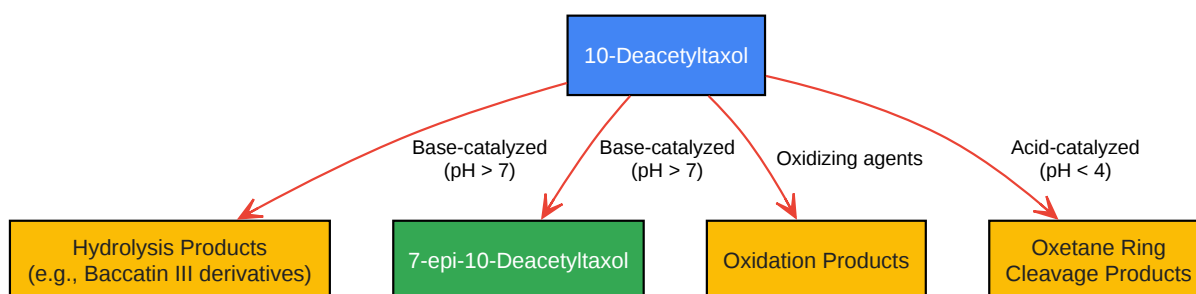 10-Deacetyltaxol
Base-catalyzed
(pH > 7)
Base-catalyzed
(pH > 7)
Oxidizing agents
Acid-catalyzed
(pH < 4)
Hydrolysis Products
(e.g., Baccatin III derivatives)
7-epi-10-Deacetyltaxol
Oxidation Products
Oxetane Ring
Cleavage Products